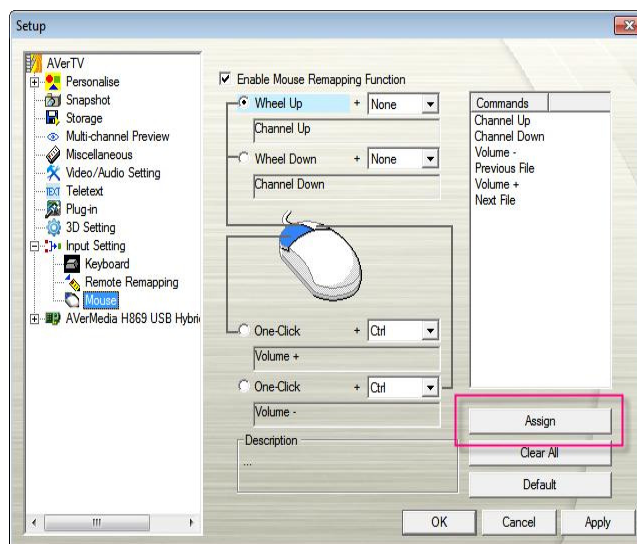 Setup
AVerTV
Personalise
Snapshot
Storage
Multi-channel Preview
Miscellaneous
Video/Audio Setting
TEXT Teletext
Plug-in
3D Setting
Input Setting
Keyboard
Remote Remapping
Mouse
AVerMedia H869 USB Hybri
Enable Mouse Remapping Function
Wheel Up + None
Channel Up
Wheel Down + None
Channel Down
One-Click + Ctrl
Volume +
One-Click + Ctrl
Volume -
Description
...
Commands
Channel Up
Channel Down
Volume -
Previous File
Volume +
Next File
Assign
Clear All
Default
OK
Cancel
Apply